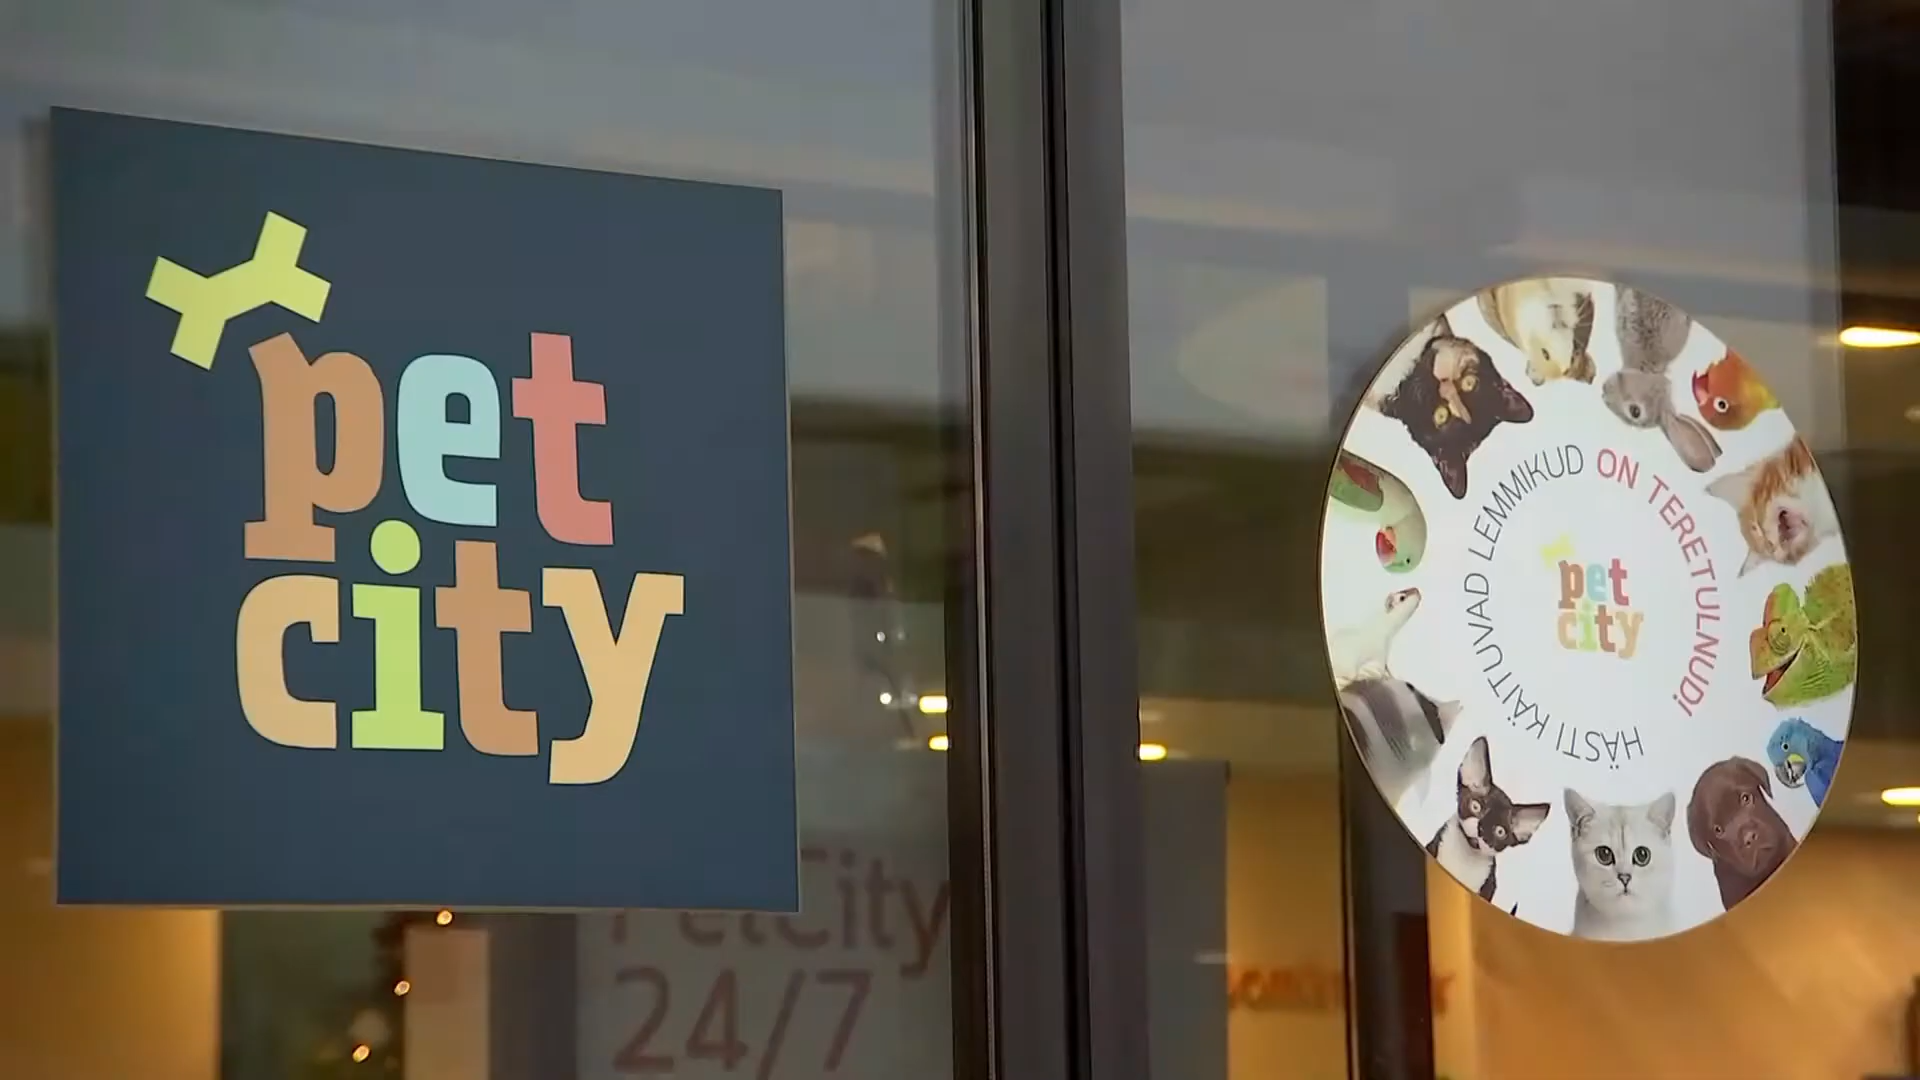 pet
city
PetCity
24/7
HÄSTI KÄITUVAD LEMMIKUD ON TERETULNUD!
pet
city